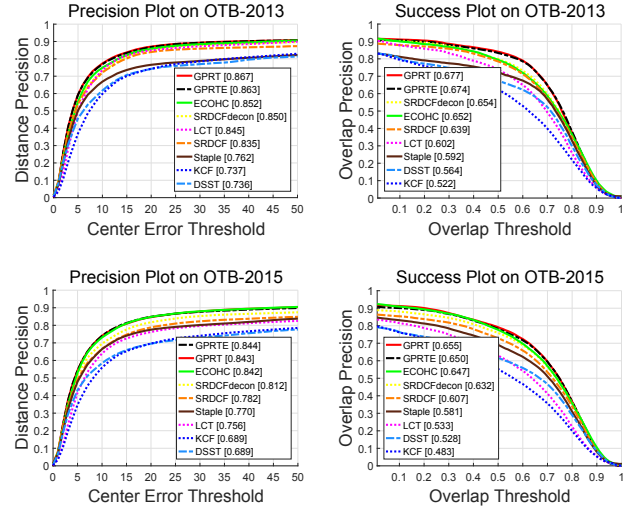 Precision Plot on OTB-2013
Distance Precision
1
0.9
0.8
0.7
0.6
0.5
0.4
0.3
0.2
0.1
0
GPRT [0.867]
GPRTE [0.863]
ECOHC [0.852]
SRDCFdecon [0.850]
LCT [0.845]
SRDCF [0.835]
Staple [0.762]
KCF [0.737]
DSST [0.736]
0 5 10 15 20 25 30 35 40 45 50
Center Error Threshold
Success Plot on OTB-2013
Overlap Precision
1
0.9
0.8
0.7
0.6
0.5
0.4
0.3
0.2
0.1
0
GPRT [0.677]
GPRTE [0.674]
SRDCFdecon [0.654]
ECOHC [0.652]
SRDCF [0.639]
LCT [0.602]
Staple [0.592]
DSST [0.564]
KCF [0.522]
0.1 0.2 0.3 0.4 0.5 0.6 0.7 0.8 0.9 1
Overlap Threshold
Precision Plot on OTB-2015
Distance Precision
1
0.9
0.8
0.7
0.6
0.5
0.4
0.3
0.2
0.1
0
GPRTE [0.844]
GPRT [0.843]
ECOHC [0.842]
SRDCFdecon [0.812]
SRDCF [0.782]
Staple [0.770]
LCT [0.756]
KCF [0.689]
DSST [0.689]
0 5 10 15 20 25 30 35 40 45 50
Center Error Threshold
Success Plot on OTB-2015
Overlap Precision
1
0.9
0.8
0.7
0.6
0.5
0.4
0.3
0.2
0.1
0
GPRT [0.655]
GPRTE [0.650]
ECOHC [0.647]
SRDCFdecon [0.632]
SRDCF [0.607]
Staple [0.581]
LCT [0.533]
DSST [0.528]
KCF [0.483]
0.1 0.2 0.3 0.4 0.5 0.6 0.7 0.8 0.9 1
Overlap Threshold